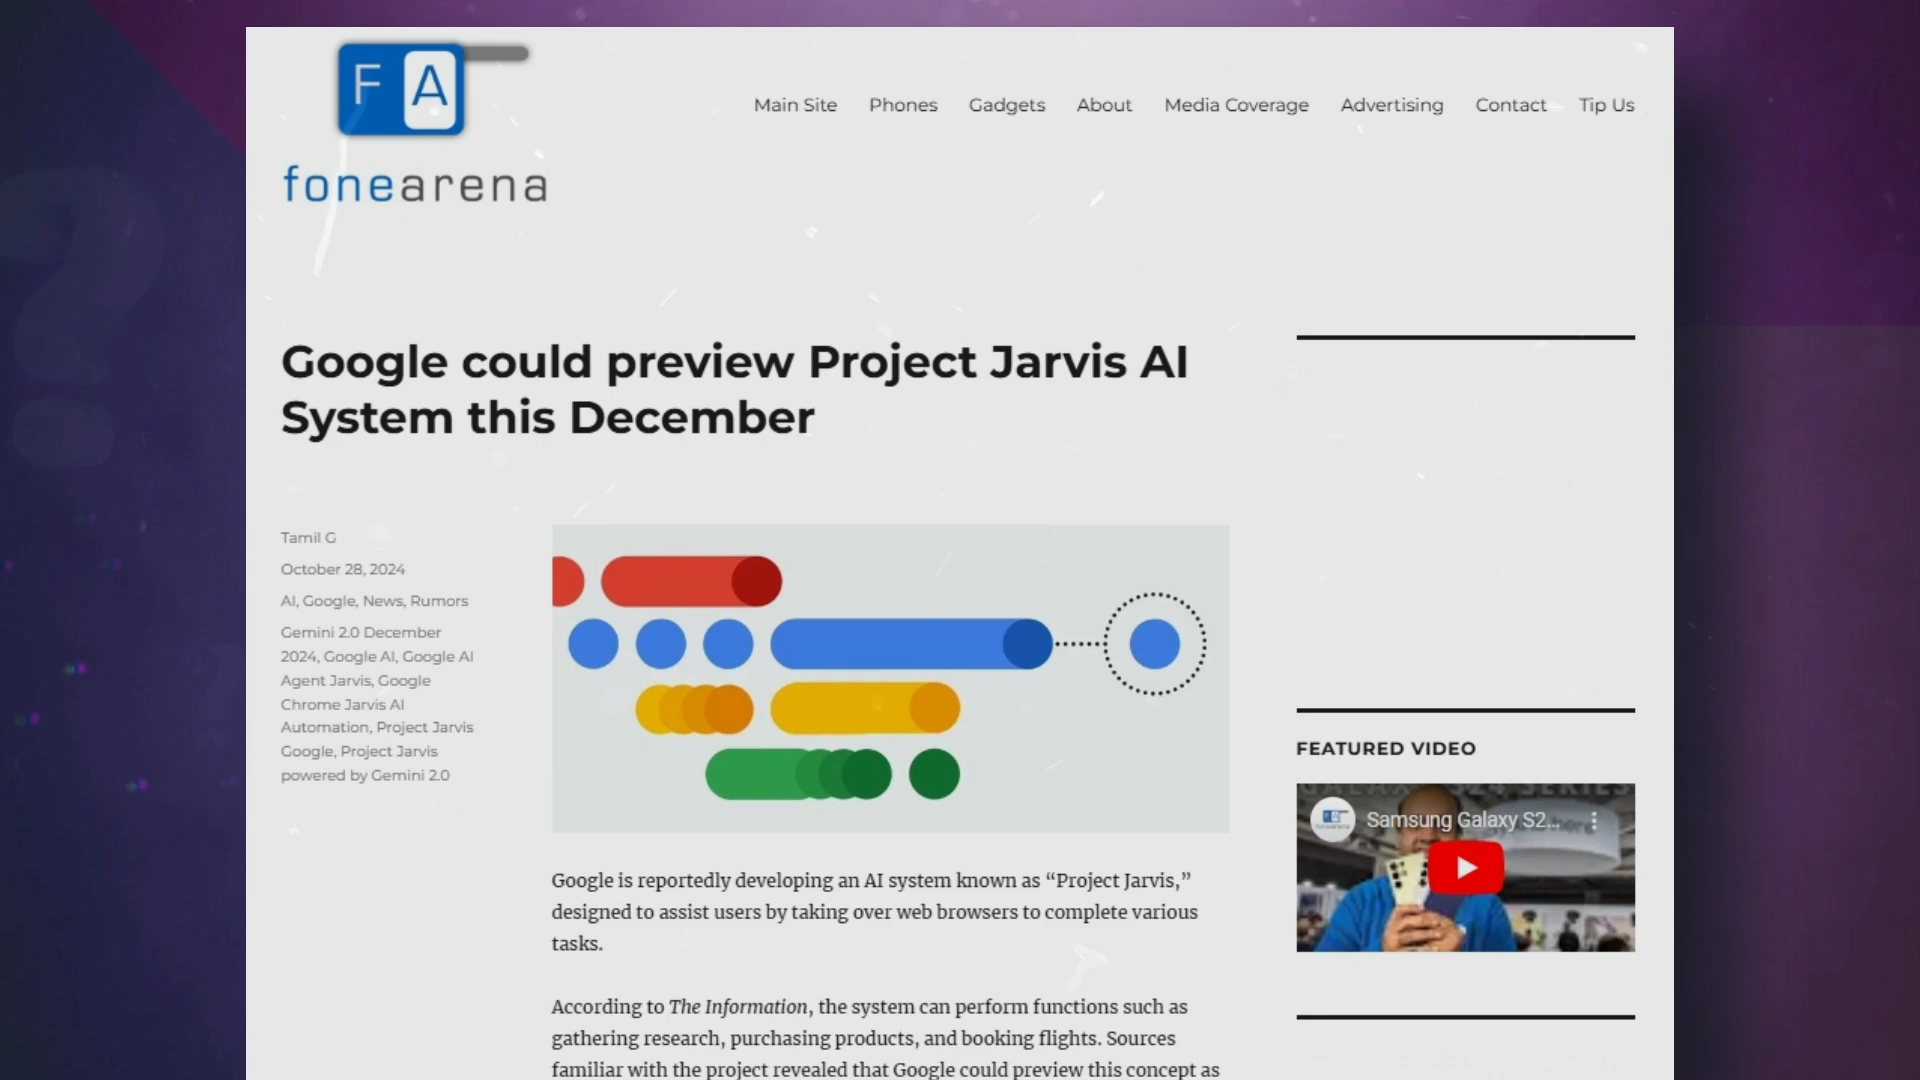 F A
fonearena
Main Site Phones Gadgets About Media Coverage Advertising Contact Tip Us
Google could preview Project Jarvis AI
System this December
Tamil G
October 28, 2024
AI, Google, News, Rumors
Gemini 2.0 December
2024, Google AI, Google AI
Agent Jarvis, Google
Chrome Jarvis AI
Automation, Project Jarvis
Google, Project Jarvis
powered by Gemini 2.0
Google is reportedly developing an AI system known as “Project Jarvis,”
designed to assist users by taking over web browsers to complete various
tasks.
According to The Information, the system can perform functions such as
gathering research, purchasing products, and booking flights. Sources
familiar with the project revealed that Google could preview this concept as
FEATURED VIDEO
GALAXY S24 SERIES
Samsung Galaxy S2...